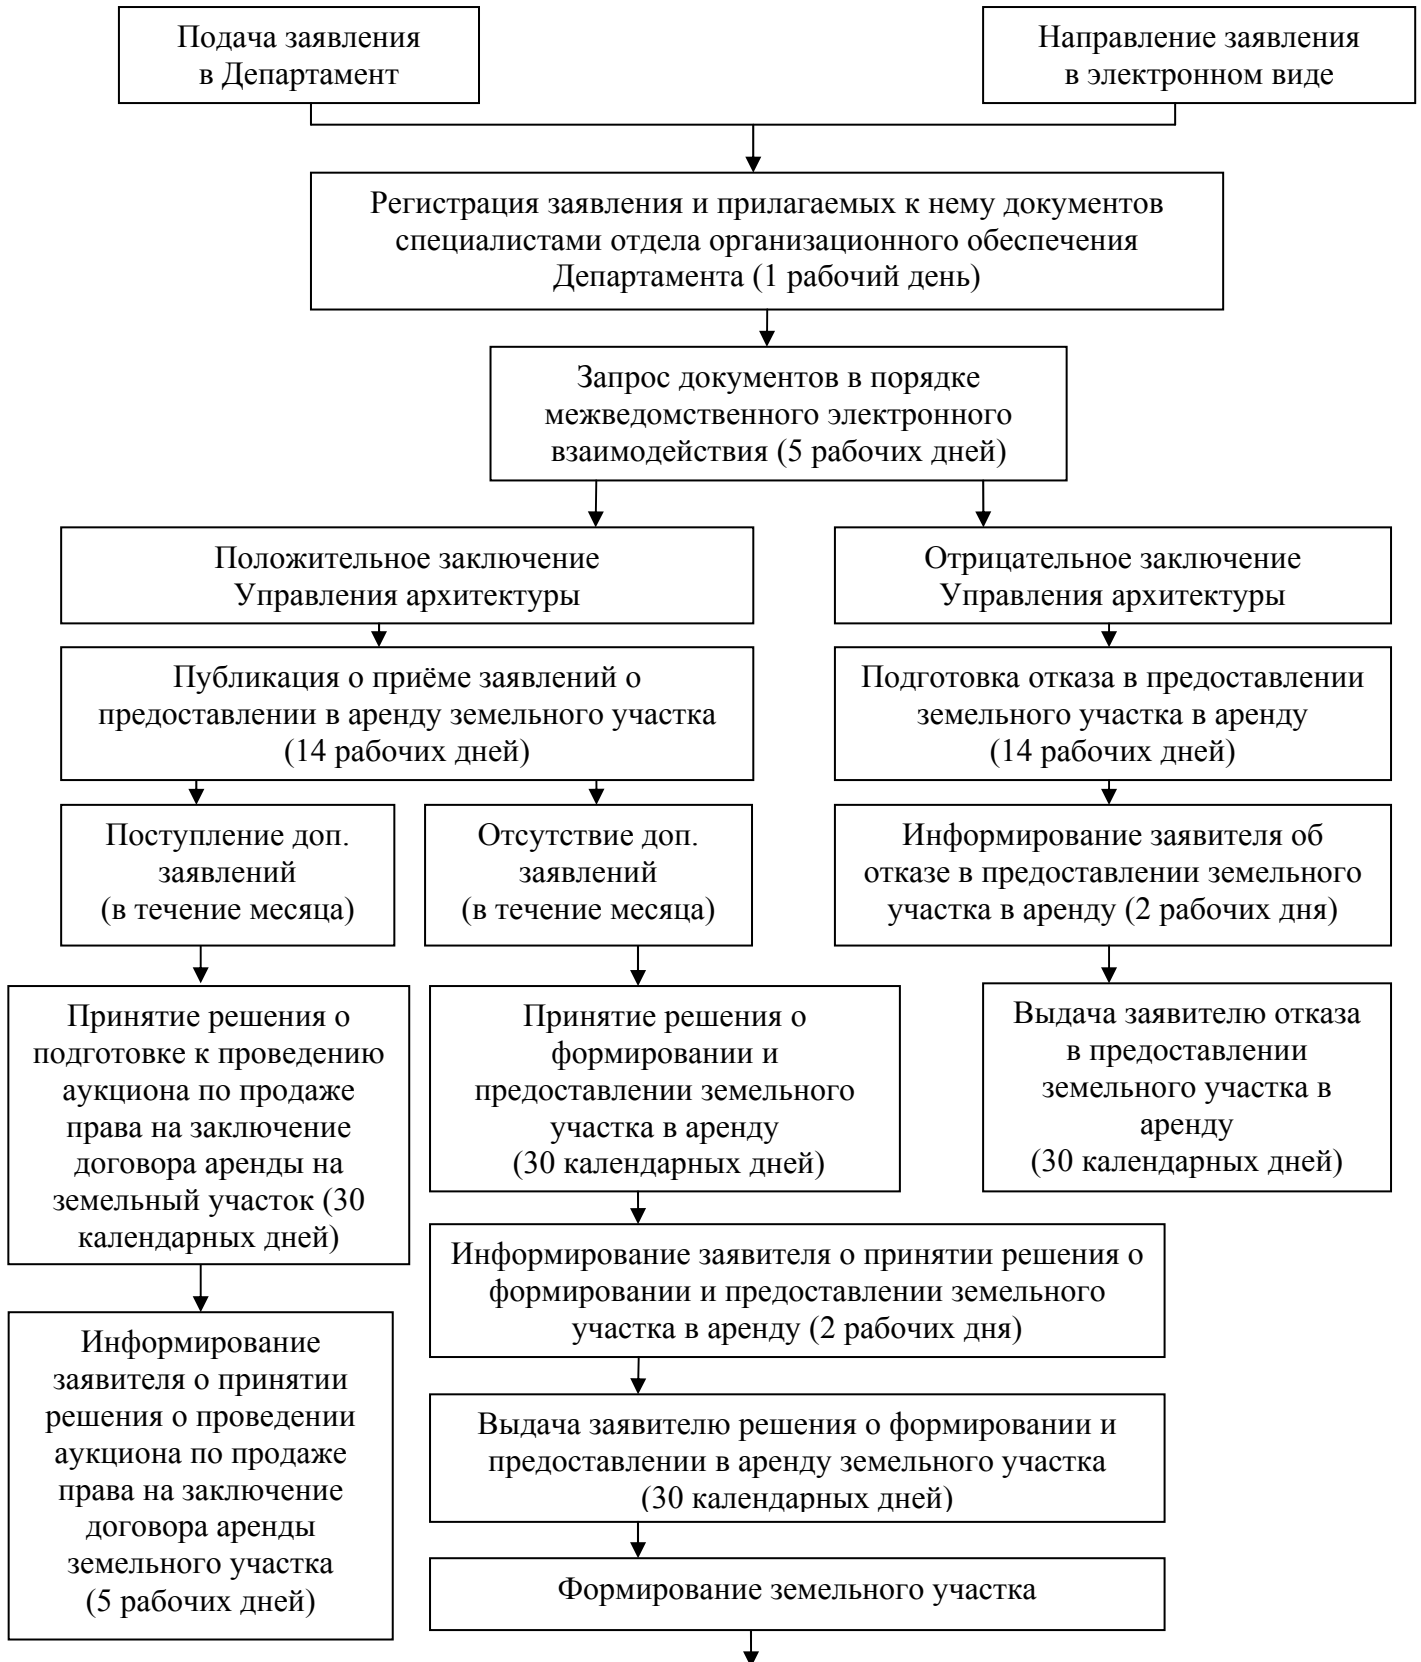 Подача заявления
в Департамент
Направление заявления
в электронном виде
Регистрация заявления и прилагаемых к нему документов
специалистами отдела организационного обеспечения
Департамента (1 рабочий день)
Запрос документов в порядке
межведомственного электронного
взаимодействия (5 рабочих дней)
Положительное заключение
Управления архитектуры
Отрицательное заключение
Управления архитектуры
Публикация о приёме заявлений о
предоставлении в аренду земельного участка
(14 рабочих дней)
Подготовка отказа в предоставлении
земельного участка в аренду
(14 рабочих дней)
Поступление доп.
заявлений
(в течение месяца)
Отсутствие доп.
заявлений
(в течение месяца)
Информирование заявителя об
отказе в предоставлении земельного
участка в аренду (2 рабочих дня)
Принятие решения о
подготовке к проведению
аукциона по продаже
права на заключение
договора аренды на
земельный участок (30
календарных дней)
Принятие решения о
формировании и
предоставлении земельного
участка в аренду
(30 календарных дней)
Выдача заявителю отказа
в предоставлении
земельного участка в
аренду
(30 календарных дней)
Информирование заявителя о принятии решения о
формировании и предоставлении земельного
участка в аренду (2 рабочих дня)
Информирование
заявителя о принятии
решения о проведении
аукциона по продаже
права на заключение
договора аренды
земельного участка
(5 рабочих дней)
Выдача заявителю решения о формировании и
предоставлении в аренду земельного участка
(30 календарных дней)
Формирование земельного участка